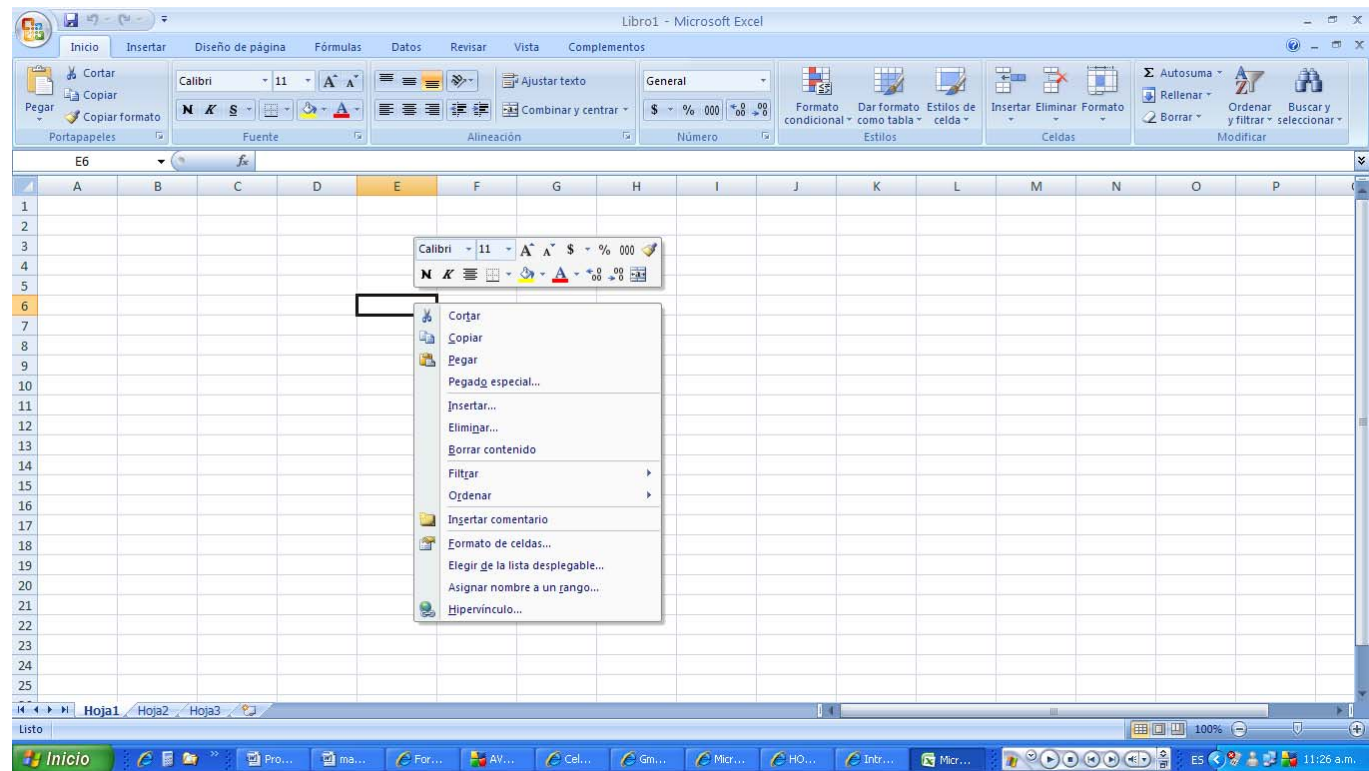 Libro1 - Microsoft Excel
Inicio Insertar Diseño de página Fórmulas Datos Revisar Vista Complementos
Pegar
Cortar
Copiar
Copiar formato
Portapapeles
Calibri 11
N K S
Fuente
Ajustar texto
Combinar y centrar
Alineación
General
$ % 000
Número
Formato condicional
Dar formato como tabla
Estilos de celda
Estilos
Insertar Eliminar Formato
Celdas
Σ Autosuma
Rellenar
Borrar
Ordenar y filtrar
Buscar y seleccionar
Modificar
E6 fx
A B C D E F G H I J K L M N O P
1
2
3
4
5
6
7
8
9
10
11
12
13
14
15
16
17
18
19
20
21
22
23
24
25
Calibri 11 A A $ % 000
N K A
Cortar
Copiar
Pegar
Pegado especial...
Insertar...
Eliminar...
Borrar contenido
Filtrar
Ordenar
Insertar comentario
Formato de celdas...
Elegir de la lista desplegable...
Asignar nombre a un rango...
Hipervínculo...
Hoja1 Hoja2 Hoja3
Listo 100%
Inicio Pro... ma... For... AV... Cel... Gm... Micr... HO... Intr... Micr... ES 11:26 a.m.